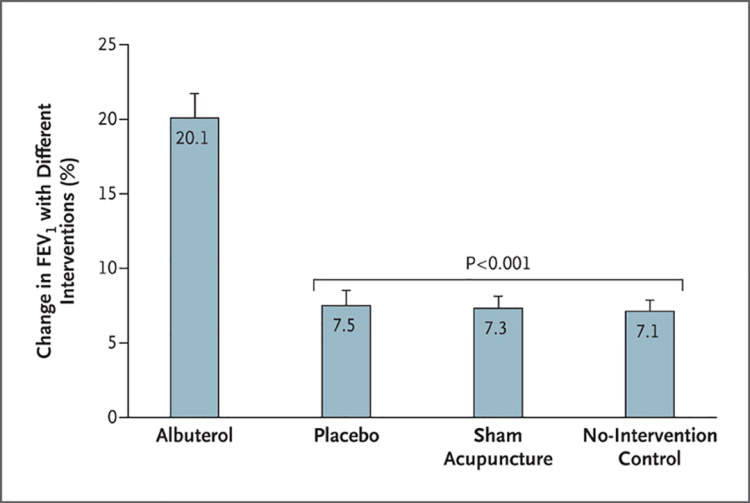 Change in FEV1 with Different
Interventions (%)
25
20
15
10
5
0
20.1
7.5
7.3
7.1
P<0.001
Albuterol
Placebo
Sham
Acupuncture
No-Intervention
Control